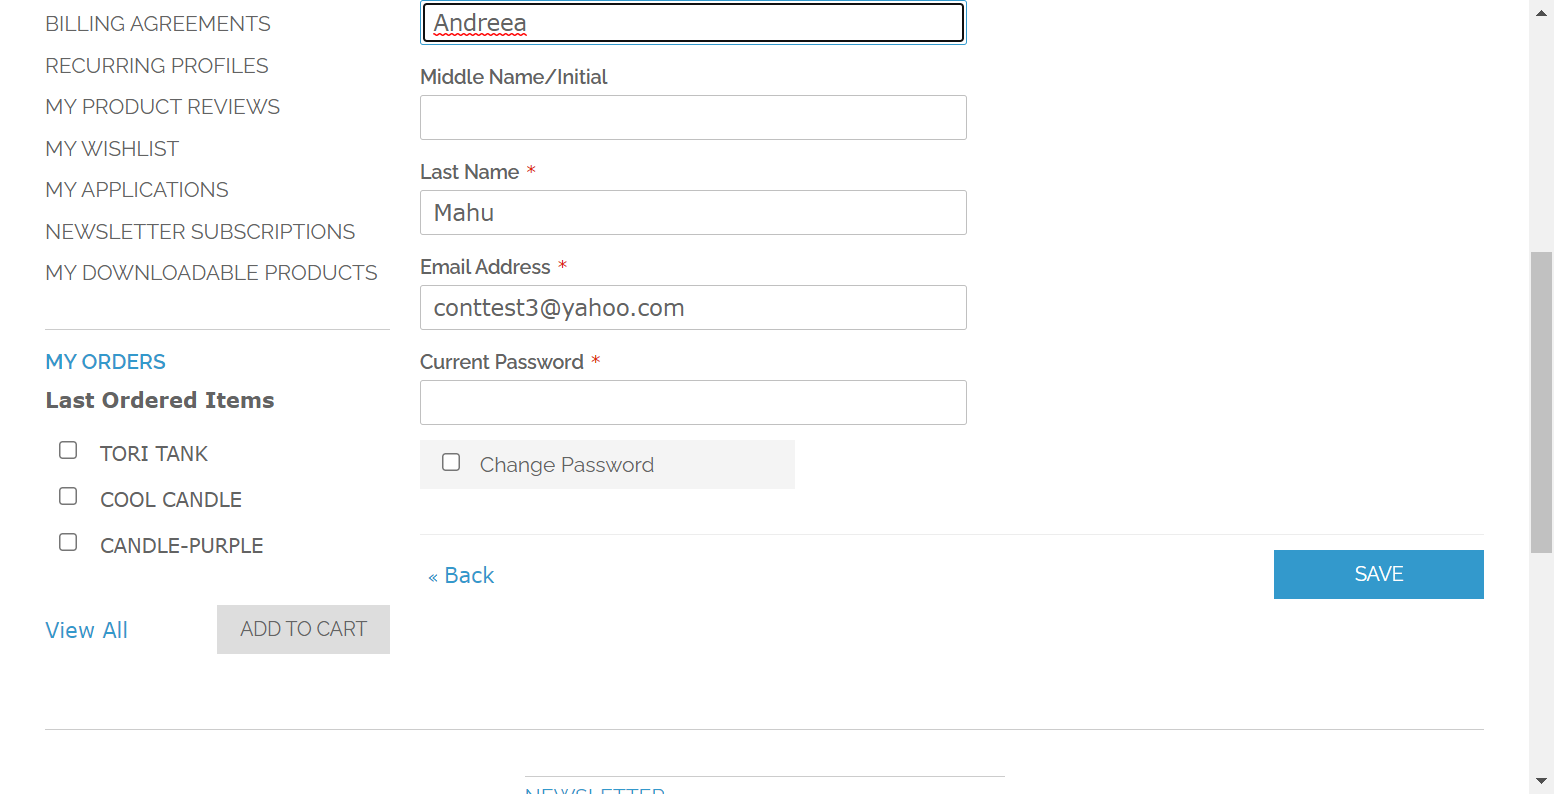 BILLING AGREEMENTS
RECURRING PROFILES
MY PRODUCT REVIEWS
MY WISHLIST
MY APPLICATIONS
NEWSLETTER SUBSCRIPTIONS
MY DOWNLOADABLE PRODUCTS
MY ORDERS
Last Ordered Items
TORI TANK
COOL CANDLE
CANDLE-PURPLE
View All
ADD TO CART
Andreea
Middle Name/Initial
Last Name *
Mahu
Email Address *
conttest3@yahoo.com
Current Password *
Change Password
« Back
SAVE
NEWSLETTER